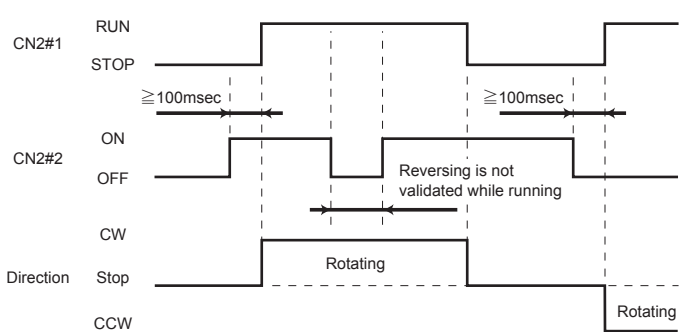 RUN
CN2#1
STOP
≧100msec
≧100msec
ON
CN2#2
OFF
Reversing is not
validated while running
CW
Rotating
Direction
Stop
Rotating
CCW